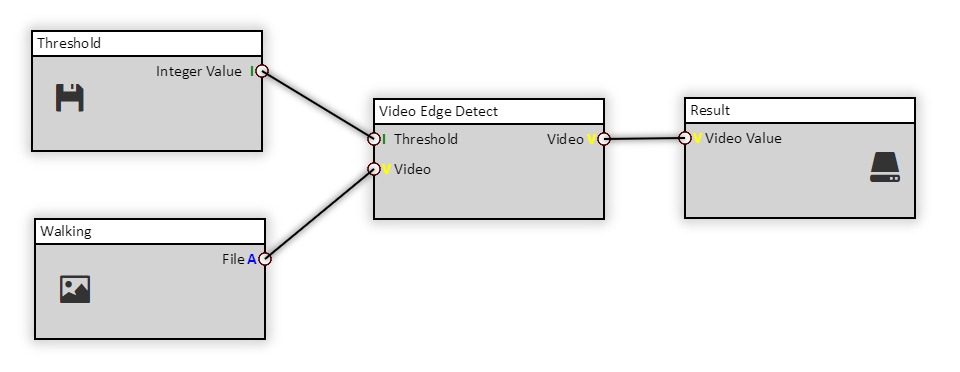 Threshold
Integer Value I
Walking
File A
Video Edge Detect
I Threshold
Video V
V Video
Result
V Video Value